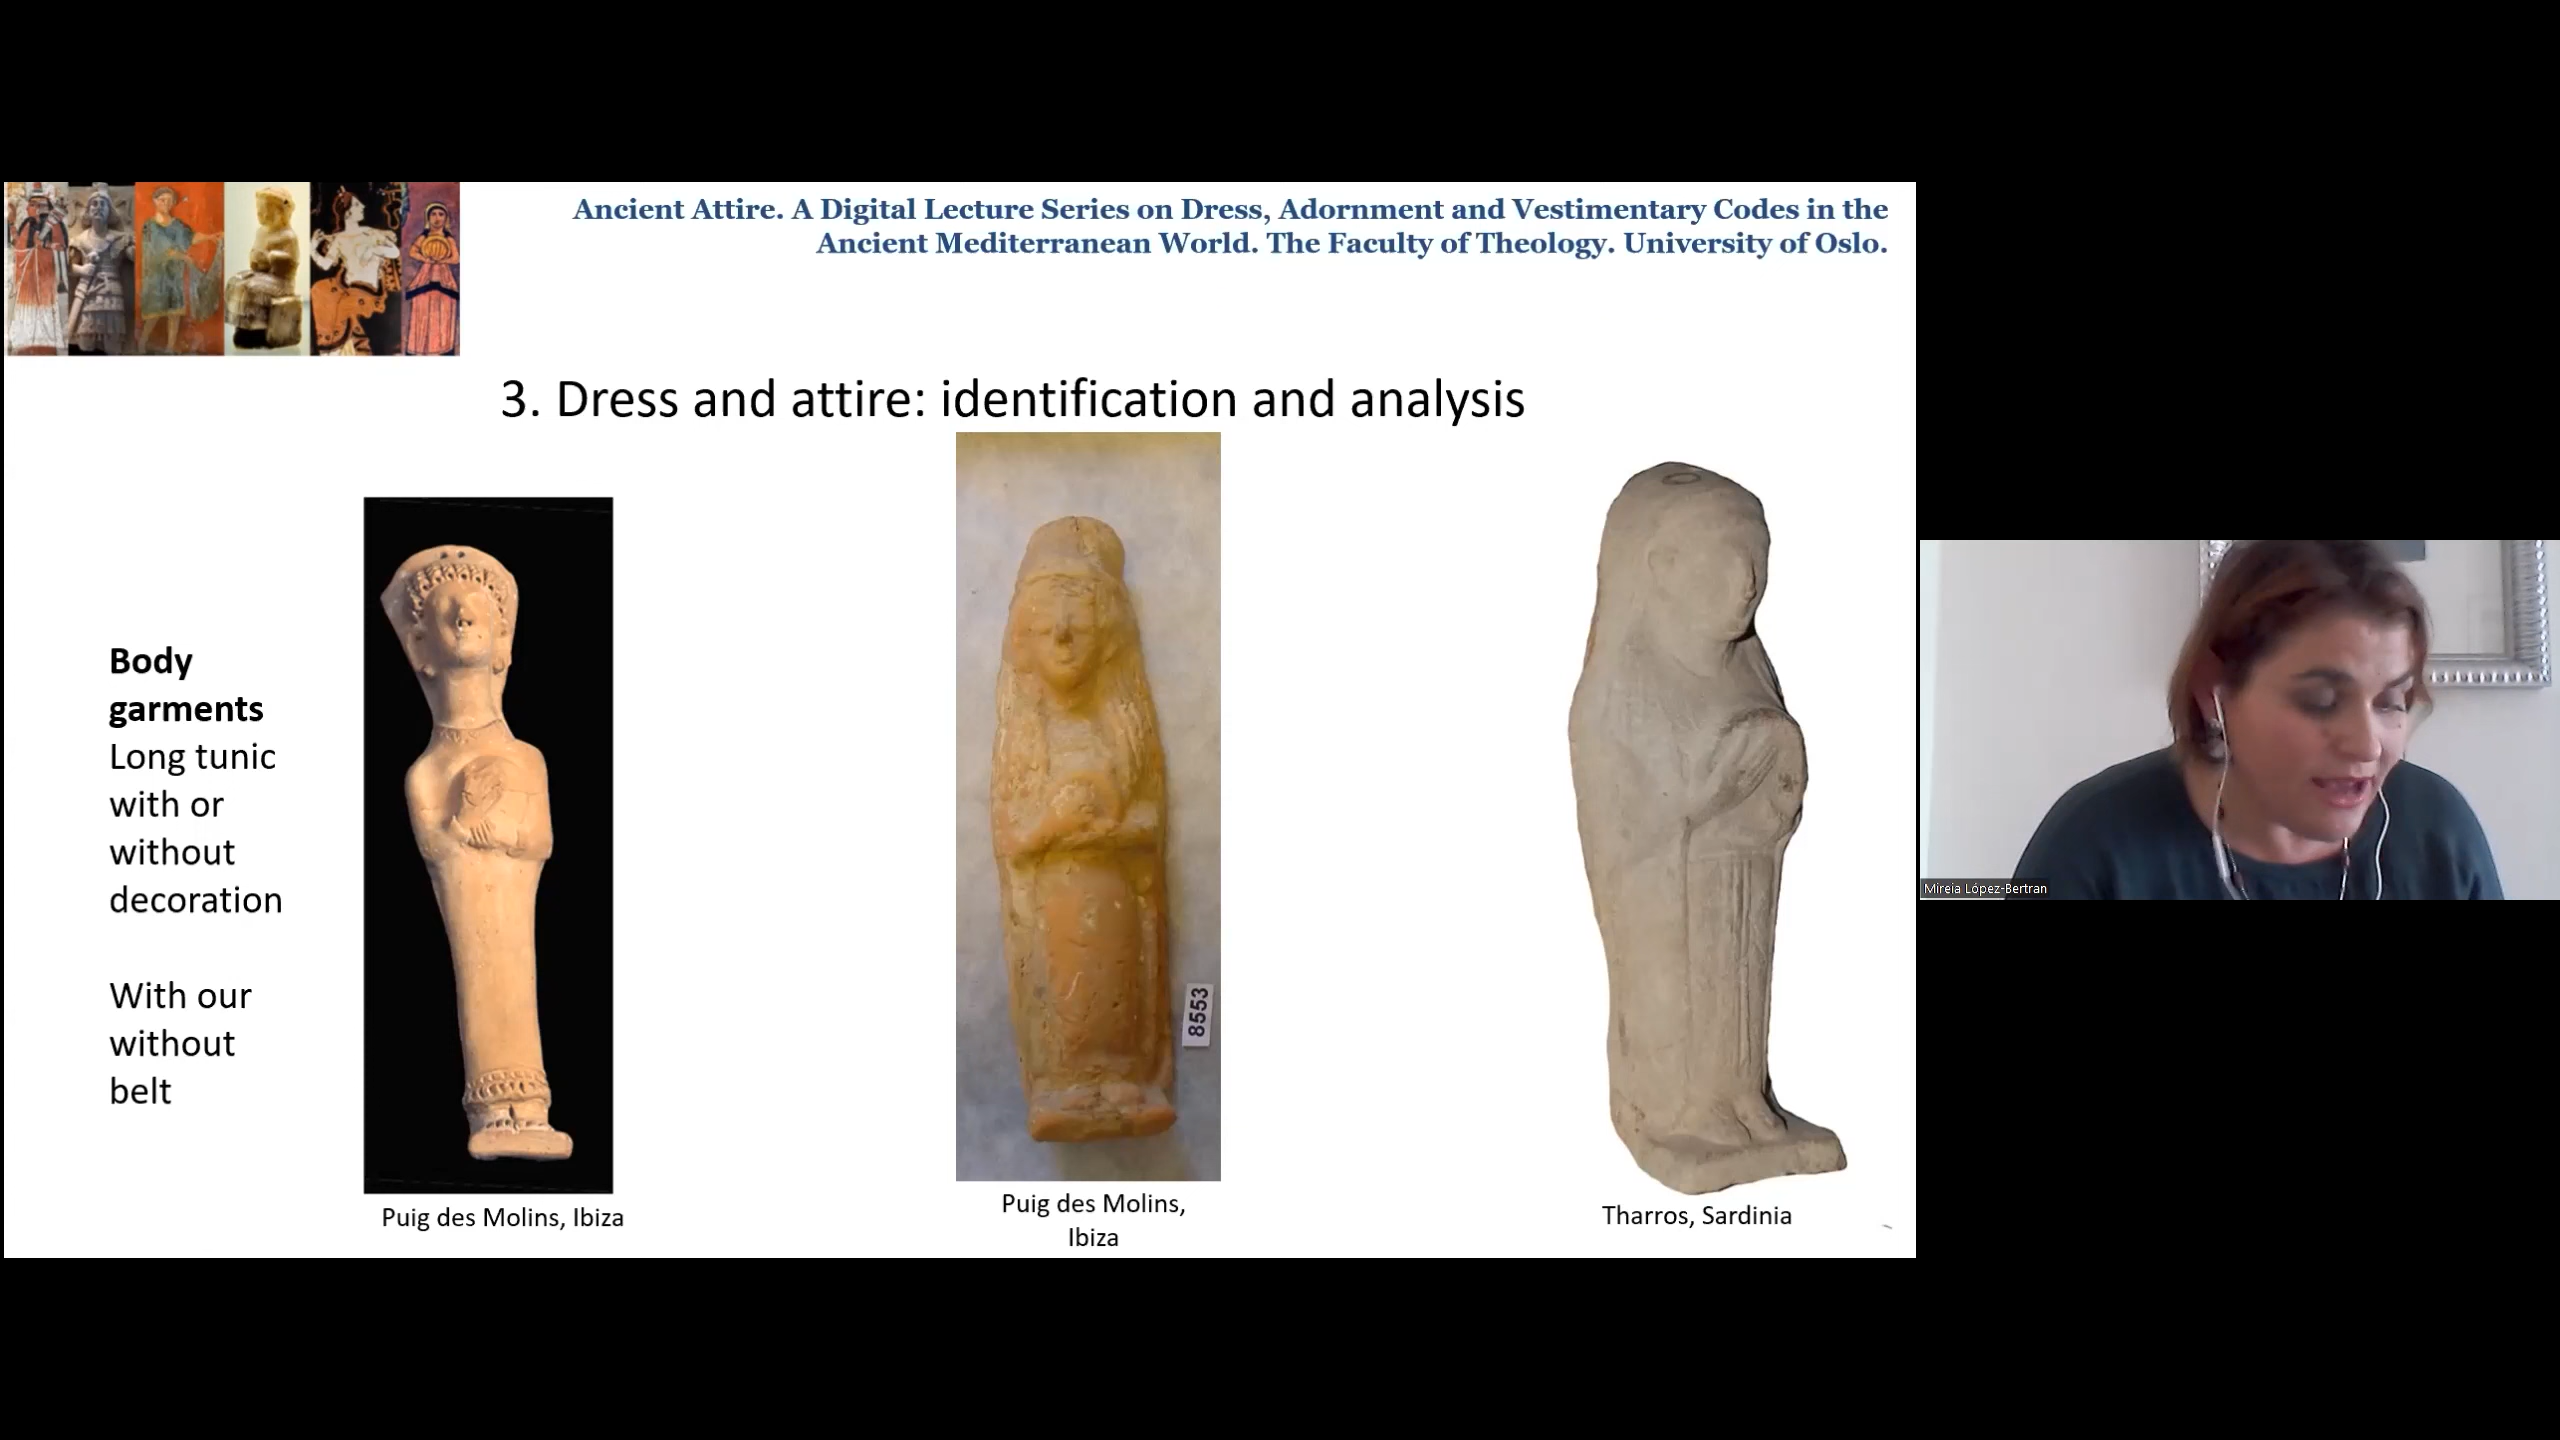 Ancient Attire. A Digital Lecture Series on Dress, Adornment and Vestimentary Codes in the
Ancient Mediterranean World. The Faculty of Theology. University of Oslo.
3. Dress and attire: identification and analysis
Body
garments
Long tunic
with or
without
decoration
With our
without
belt
8553
Puig des Molins, Ibiza
Puig des Molins,
Ibiza
Tharros, Sardinia
Mireia López-Bertran